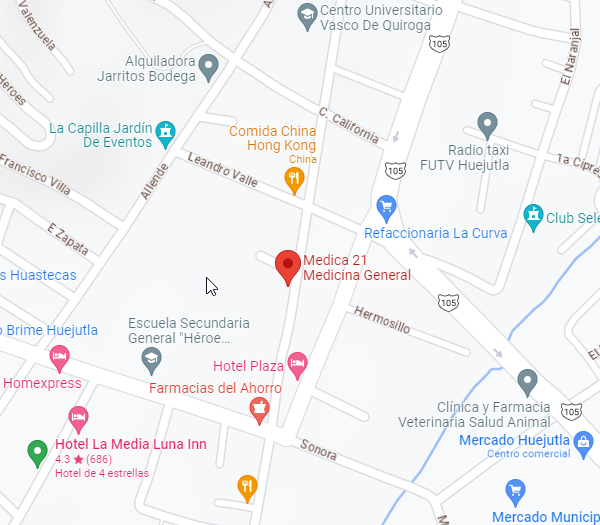 Centro Universitario
Vasco De Quiroga
Valenzuela
105
El Naranjal
Alquiladora
Jarritos Bodega
Heroes
C. California
La Capilla Jardín
De Eventos
Comida China
Hong Kong
China
Radio taxi
FUTV Huejutla
Francisco Villa
Leandro Valle
105
1a Cipre
Allende
E Zapata
Refaccionaria La Curva
Club Sele
s Huastecas
Medica 21
Medicina General
105
Hermosillo
o Brime Huejutla
Escuela Secundaria
General "Héroe...
Hotel Plaza
Homexpress
Farmacias del Ahorro
Clínica y Farmacia
Veterinaria Salud Animal
105
Hotel La Media Luna Inn
4.3 ★ (686)
Hotel de 4 estrellas
Sonora
Mercado Huejutla
Centro comercial
Mercado Municip